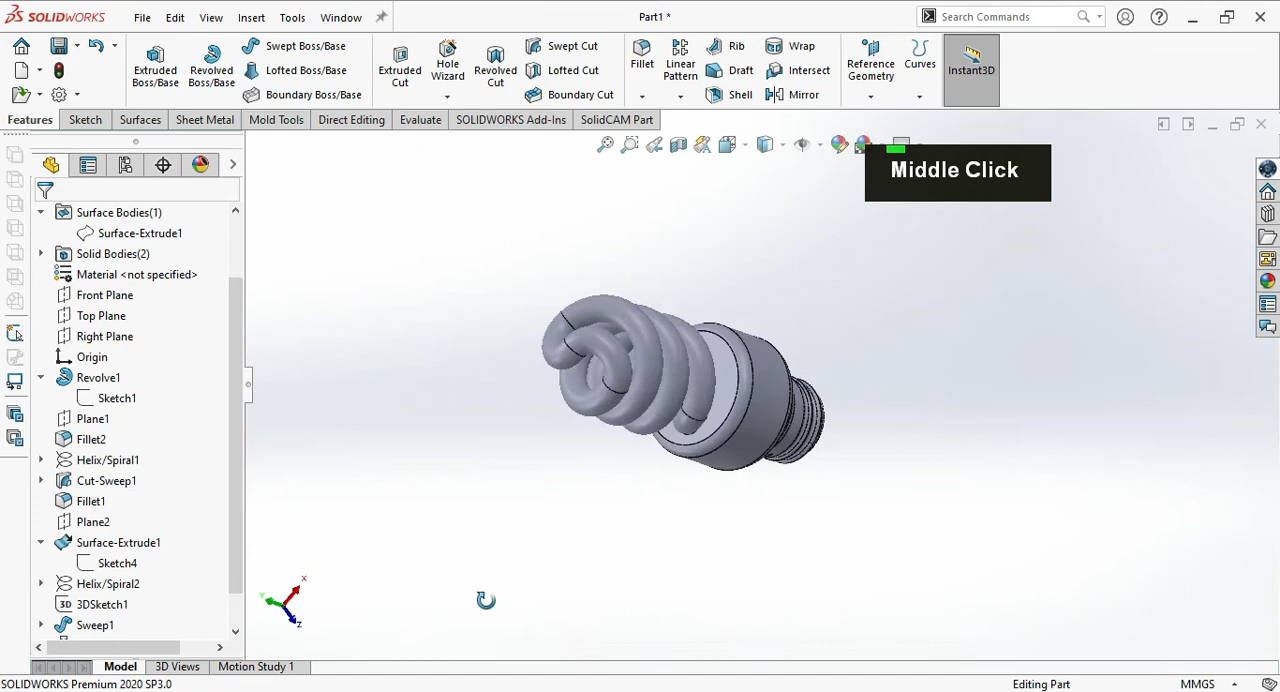 SOLIDWORKS File Edit View Insert Tools Window Part1 * Search Commands
Extruded Boss/Base
Revolved Boss/Base
Swept Boss/Base
Lofted Boss/Base
Boundary Boss/Base
Extruded Cut
Hole Wizard
Revolved Cut
Swept Cut
Lofted Cut
Boundary Cut
Fillet
Linear Pattern
Rib
Draft
Shell
Wrap
Intersect
Mirror
Reference Geometry
Curves
Instant3D
Features Sketch Surfaces Sheet Metal Mold Tools Direct Editing Evaluate SOLIDWORKS Add-Ins SolidCAM Part
Middle Click
Surface Bodies(1)
Surface-Extrude1
Solid Bodies(2)
Material <not specified>
Front Plane
Top Plane
Right Plane
Origin
Revolve1
Sketch1
Plane1
Fillet2
Helix/Spiral1
Cut-Sweep1
Fillet1
Plane2
Surface-Extrude1
Sketch4
Helix/Spiral2
3D 3DSketch1
Sweep1
X
Y
Z
Model 3D Views Motion Study 1
SOLIDWORKS Premium 2020 SP3.0 Editing Part MMGS